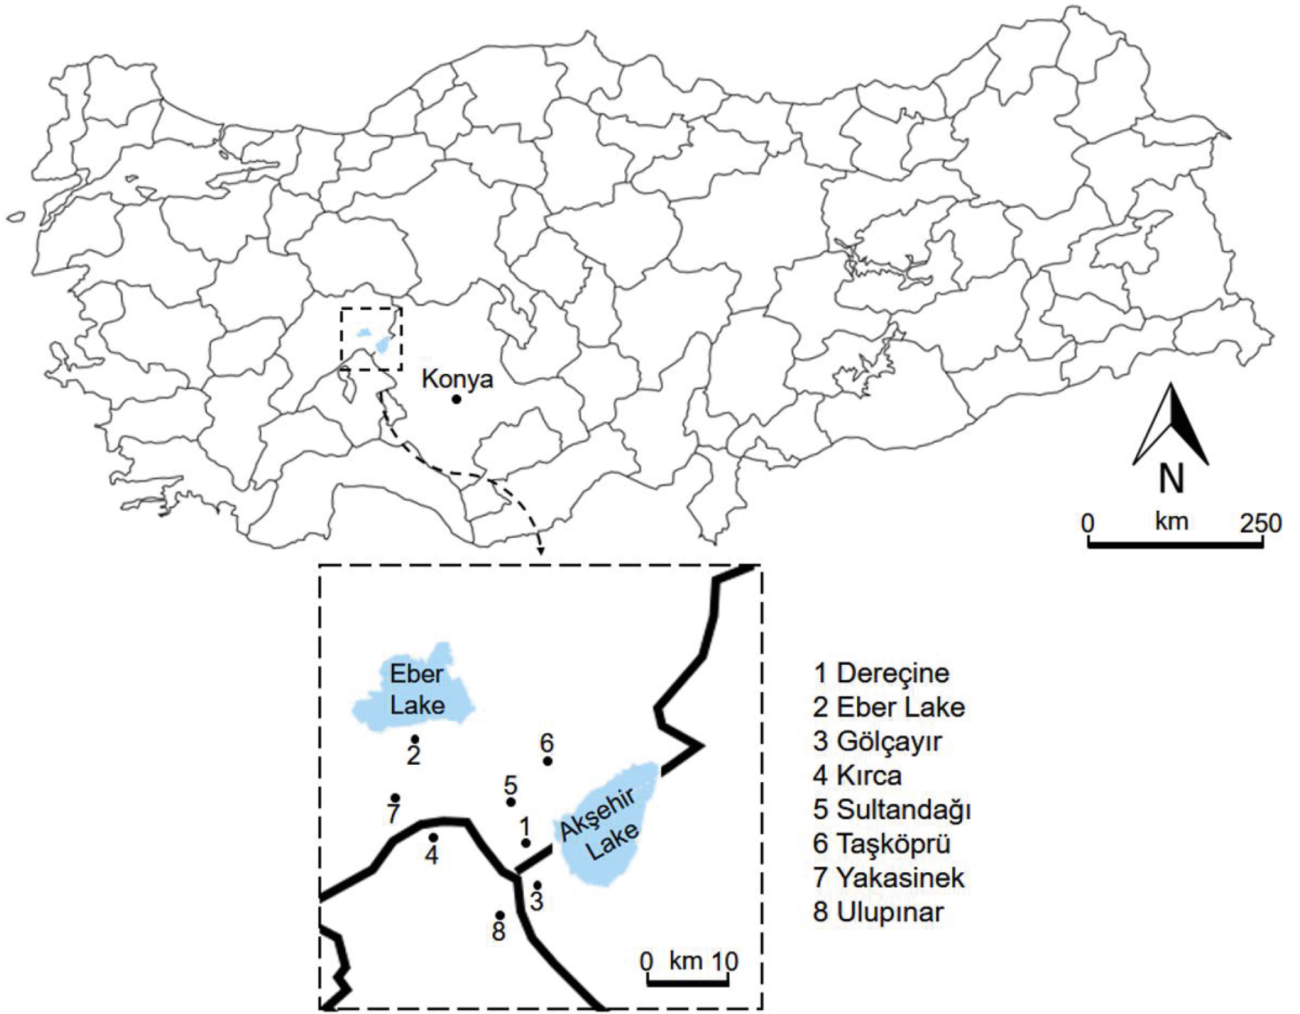 Konya
N
0 km 250
Eber
Lake
2
6
5
7
1
4
Akşehir
Lake
3
8
0 km 10
1 Dereçine
2 Eber Lake
3 Gölçayır
4 Kırca
5 Sultandağı
6 Taşköprü
7 Yakasinek
8 Ulupınar